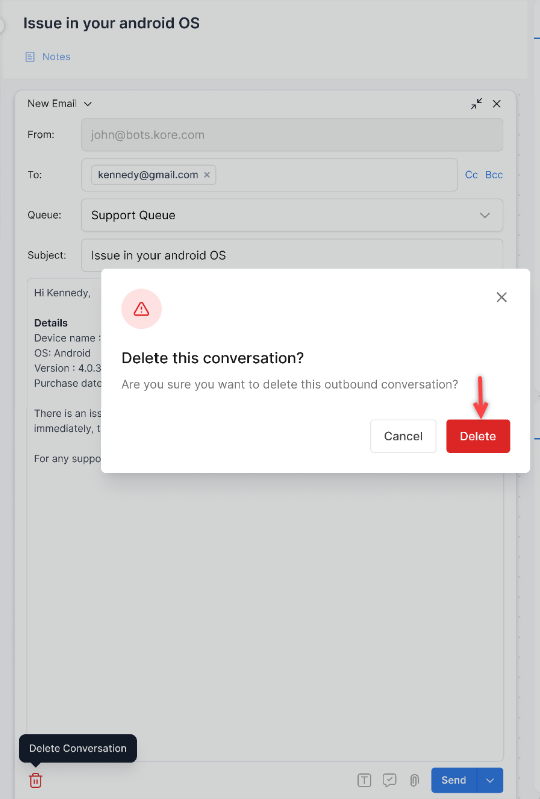 Issue in your android OS
Notes
New Email
From:
john@bots.kore.com
To:
kennedy@gmail.com ×
Cc Bcc
Queue:
Support Queue
Subject:
Issue in your android OS
Hi Kennedy,
Details
Device name :
OS: Android
Version : 4.0.3
Purchase date
There is an iss
immediately, t
For any suppo
Delete this conversation?
Are you sure you want to delete this outbound conversation?
Cancel
Delete
Delete Conversation
Send